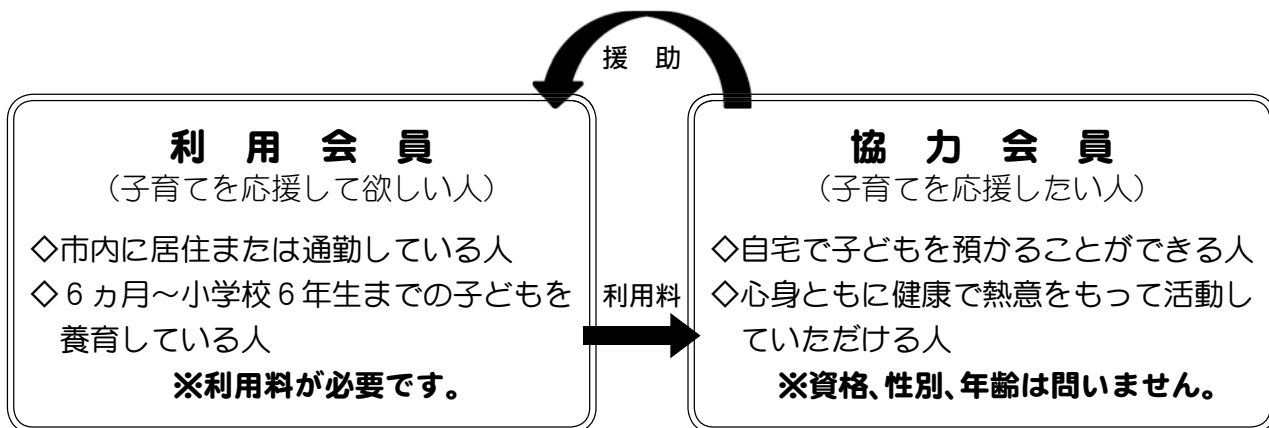 援 助
利 用 会 員
（子育てを応援して欲しい人）
◇市内に居住または通勤している人
◇６ヵ月～小学校６年生までの子どもを
養育している人
※利用料が必要です。
利用料
協 力 会 員
（子育てを応援したい人）
◇自宅で子どもを預かることができる人
◇心身ともに健康で熱意をもって活動し
ていただける人
※資格、性別、年齢は問いません。